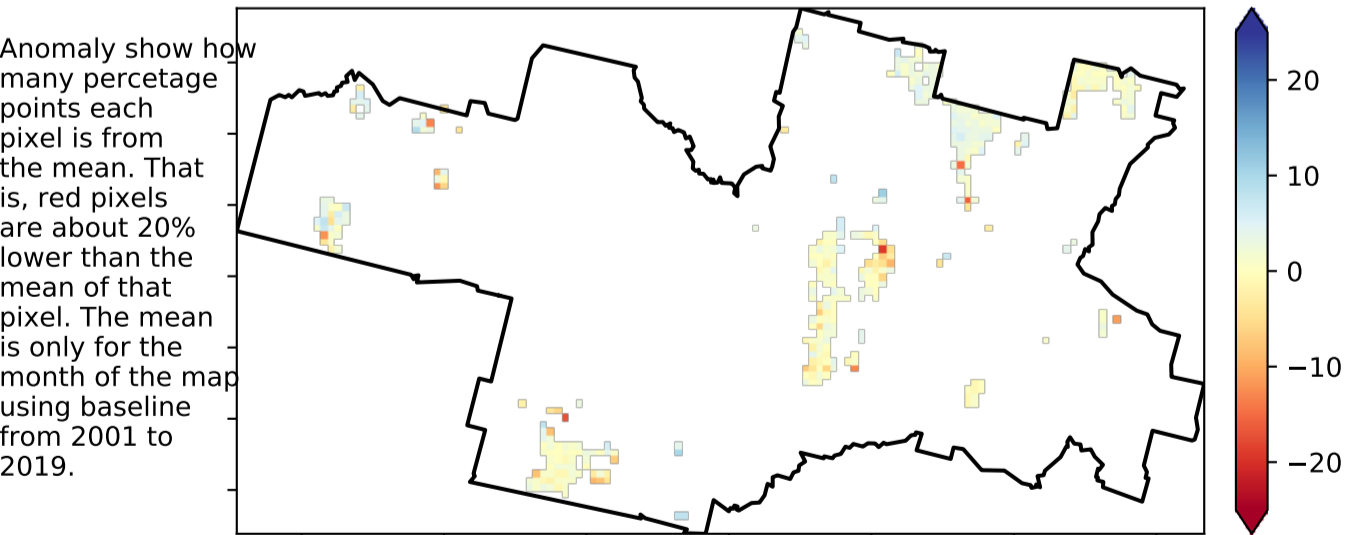 Anomaly show how
many percetage
points each
pixel is from
the mean. That
is, red pixels
are about 20%
lower than the
mean of that
pixel. The mean
is only for the
month of the map
using baseline
from 2001 to
2019.
20
10
0
−10
−20